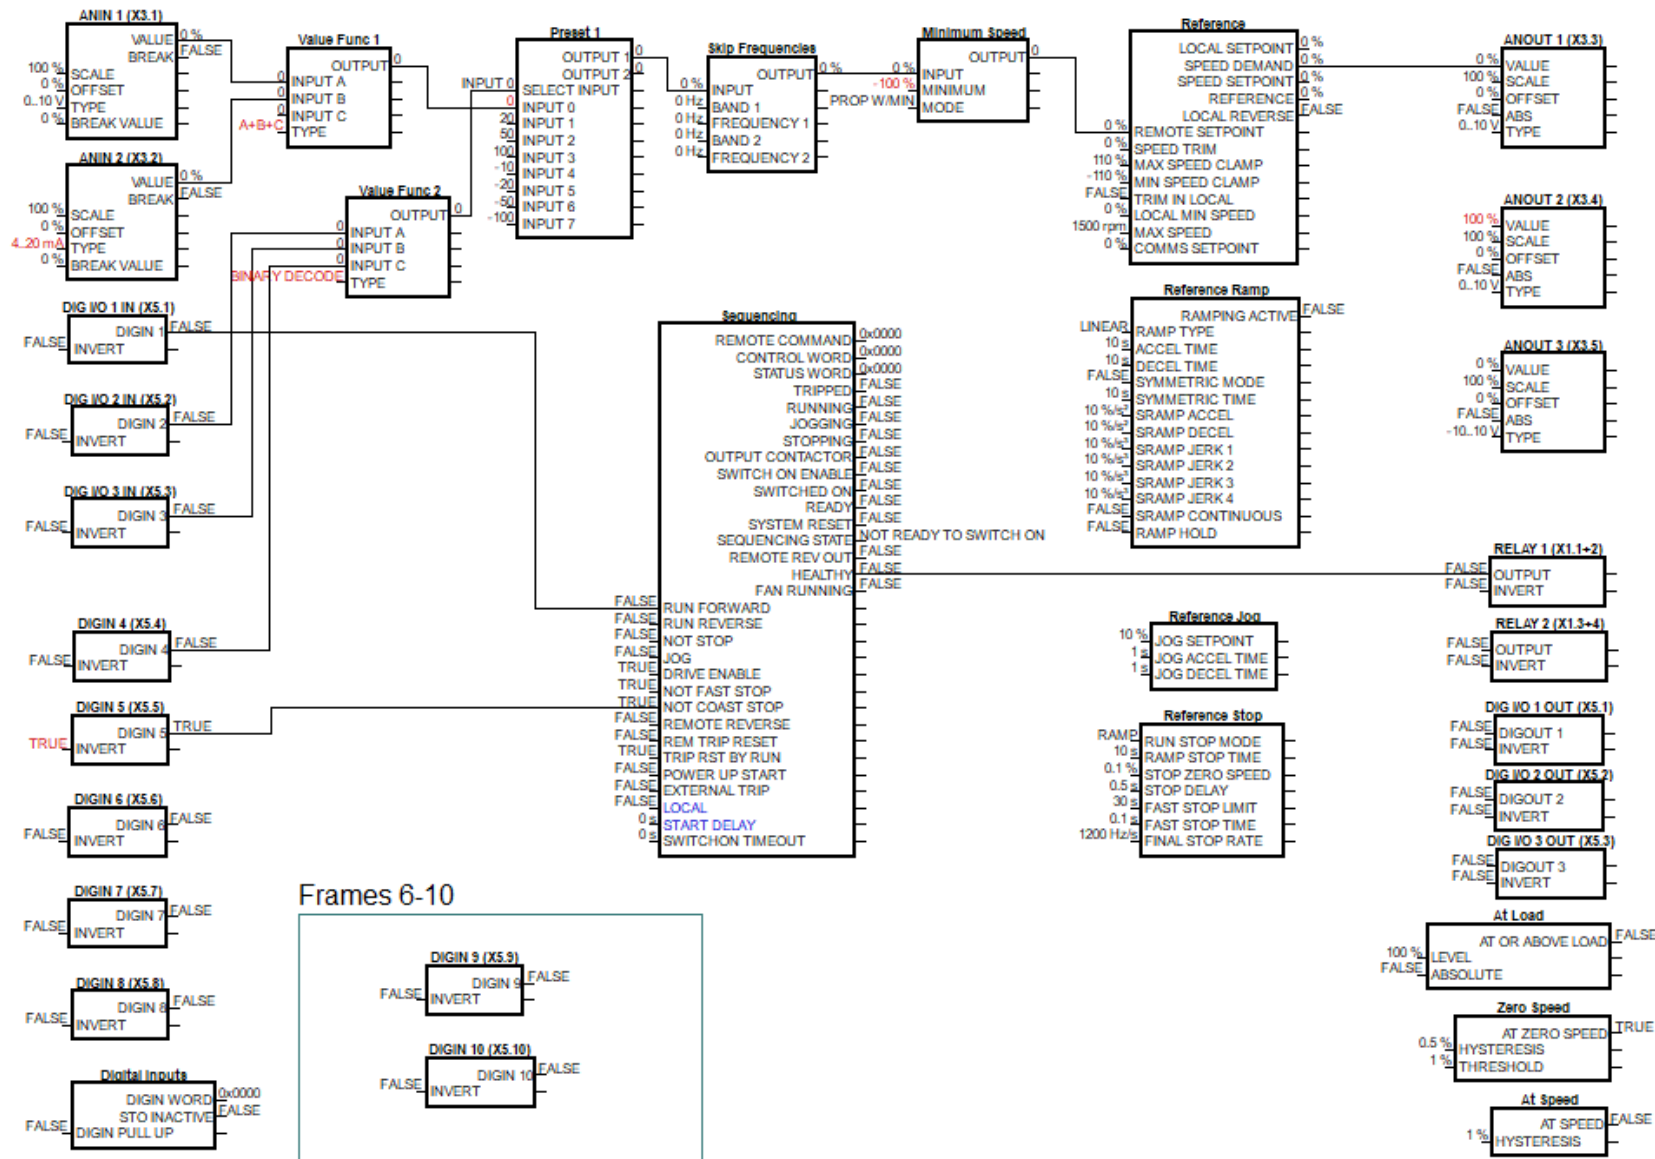 ANIN 1 (X3.1)
VALUE 0 %
BREAK FALSE
100 % SCALE
0 % OFFSET
0..10 V TYPE
0 % BREAK VALUE
ANIN 2 (X3.2)
VALUE 0 %
BREAK FALSE
100 % SCALE
0 % OFFSET
4..20 mA TYPE
0 % BREAK VALUE
DIG I/O 1 IN (X5.1)
DIGIN 1 FALSE
FALSE INVERT
DIG I/O 2 IN (X5.2)
DIGIN 2 FALSE
FALSE INVERT
DIG I/O 3 IN (X5.3)
DIGIN 3 FALSE
FALSE INVERT
DIGIN 4 (X5.4)
DIGIN 4 FALSE
FALSE INVERT
DIGIN 5 (X5.5)
DIGIN 5 TRUE
TRUE INVERT
DIGIN 6 (X5.6)
DIGIN 6 FALSE
FALSE INVERT
DIGIN 7 (X5.7)
DIGIN 7 FALSE
FALSE INVERT
DIGIN 8 (X5.8)
DIGIN 8 FALSE
FALSE INVERT
Digital Inputs
DIGIN WORD 0x0000
STO INACTIVE FALSE
FALSE DIGIN PULL UP
Value Func 1
OUTPUT 0
0 INPUT A
0 INPUT B
0 INPUT C
A+B+C TYPE
Value Func 2
OUTPUT 0
0 INPUT A
0 INPUT B
0 INPUT C
BINARY DECODE TYPE
Preset 1
OUTPUT 1 0
OUTPUT 2 0
INPUT 0 SELECT INPUT
0 INPUT 0
20 INPUT 1
50 INPUT 2
100 INPUT 3
-10 INPUT 4
-20 INPUT 5
-50 INPUT 6
-100 INPUT 7
Skip Frequencies
OUTPUT 0 %
0 % INPUT
0 Hz BAND 1
0 Hz FREQUENCY 1
0 Hz BAND 2
0 Hz FREQUENCY 2
Minimum Speed
OUTPUT 0
0 % INPUT
-100 % MINIMUM
PROP W/MIN MODE
Reference
LOCAL SETPOINT 0 %
SPEED DEMAND 0 %
SPEED SETPOINT 0 %
REFERENCE 0 %
LOCAL REVERSE FALSE
0 % REMOTE SETPOINT
0 % SPEED TRIM
110 % MAX SPEED CLAMP
-110 % MIN SPEED CLAMP
FALSE TRIM IN LOCAL
0 % LOCAL MIN SPEED
1500 rpm MAX SPEED
0 % COMMS SETPOINT
Reference Ramp
RAMPING ACTIVE FALSE
LINEAR RAMP TYPE
10 s ACCEL TIME
10 s DECEL TIME
FALSE SYMMETRIC MODE
10 s SYMMETRIC TIME
10 %/s² SRAMP ACCEL
10 %/s² SRAMP DECEL
10 %/s³ SRAMP JERK 1
10 %/s³ SRAMP JERK 2
10 %/s³ SRAMP JERK 3
10 %/s³ SRAMP JERK 4
FALSE SRAMP CONTINUOUS
FALSE RAMP HOLD
Sequencing
REMOTE COMMAND 0x0000
CONTROL WORD 0x0000
STATUS WORD 0x0000
TRIPPED FALSE
RUNNING FALSE
JOGGING FALSE
STOPPING FALSE
OUTPUT CONTACTOR FALSE
SWITCH ON ENABLE FALSE
SWITCHED ON FALSE
READY FALSE
SYSTEM RESET FALSE
SEQUENCING STATE NOT READY TO SWITCH ON
REMOTE REV OUT FALSE
HEALTHY FALSE
FAN RUNNING FALSE
FALSE RUN FORWARD
FALSE RUN REVERSE
FALSE NOT STOP
FALSE JOG
TRUE DRIVE ENABLE
TRUE NOT FAST STOP
TRUE NOT COAST STOP
FALSE REMOTE REVERSE
FALSE REM TRIP RESET
TRUE TRIP RST BY RUN
FALSE POWER UP START
FALSE EXTERNAL TRIP
FALSE LOCAL
0 s START DELAY
0 s SWITCHON TIMEOUT
Reference Jog
10 % JOG SETPOINT
1 s JOG ACCEL TIME
1 s JOG DECEL TIME
Reference Stop
RAMP RUN STOP MODE
10 s RAMP STOP TIME
0.1 % STOP ZERO SPEED
0.5 s STOP DELAY
30 s FAST STOP LIMIT
0.1 s FAST STOP TIME
1200 Hz/s FINAL STOP RATE
Frames 6-10
DIGIN 9 (X5.9)
DIGIN 9 FALSE
FALSE INVERT
DIGIN 10 (X5.10)
DIGIN 10 FALSE
FALSE INVERT
ANOUT 1 (X3.3)
0 % VALUE
100 % SCALE
0 % OFFSET
FALSE ABS
0..10 V TYPE
ANOUT 2 (X3.4)
100 % VALUE
100 % SCALE
0 % OFFSET
FALSE ABS
0..10 V TYPE
ANOUT 3 (X3.5)
0 % VALUE
100 % SCALE
0 % OFFSET
FALSE ABS
-10..10 V TYPE
RELAY 1 (X1.1+2)
FALSE OUTPUT
FALSE INVERT
RELAY 2 (X1.3+4)
FALSE OUTPUT
FALSE INVERT
DIG I/O 1 OUT (X5.1)
FALSE DIGOUT 1
FALSE INVERT
DIG I/O 2 OUT (X5.2)
FALSE DIGOUT 2
FALSE INVERT
DIG I/O 3 OUT (X5.3)
FALSE DIGOUT 3
FALSE INVERT
At Load
AT OR ABOVE LOAD FALSE
100 % LEVEL
FALSE ABSOLUTE
Zero Speed
AT ZERO SPEED TRUE
0.5 % HYSTERESIS
1 % THRESHOLD
At Speed
AT SPEED FALSE
1 % HYSTERESIS